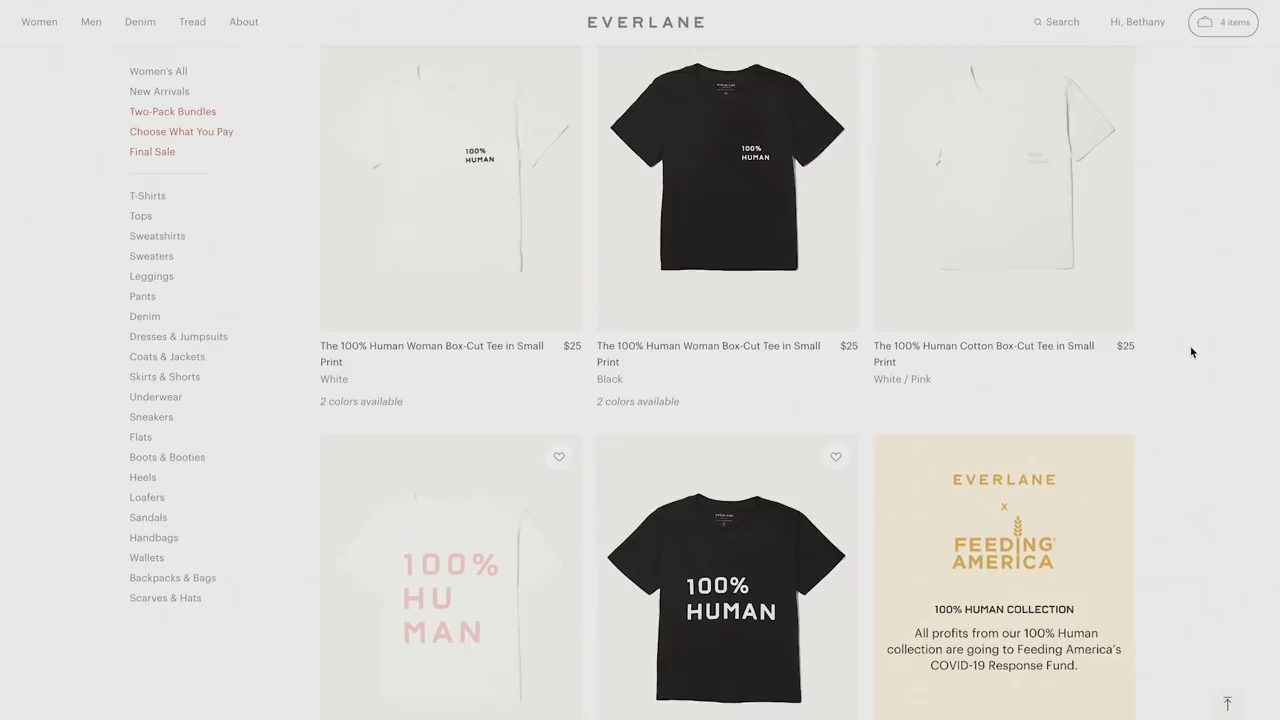 Women Men Denim Tread About
EVERLANE
Search Hi, Bethany 4 items
Women's All
New Arrivals
Two-Pack Bundles
Choose What You Pay
Final Sale
T-Shirts
Tops
Sweatshirts
Sweaters
Leggings
Pants
Denim
Dresses & Jumpsuits
Coats & Jackets
Skirts & Shorts
Underwear
Sneakers
Flats
Boots & Booties
Heels
Loafers
Sandals
Handbags
Wallets
Backpacks & Bags
Scarves & Hats
100%
HUMAN
The 100% Human Woman Box-Cut Tee in Small $25
Print
White
2 colors available
EVERLANE
100%
HUMAN
The 100% Human Woman Box-Cut Tee in Small $25
Print
Black
2 colors available
100%
HUMAN
The 100% Human Cotton Box-Cut Tee in Small $25
Print
White / Pink
100%
HU
MAN
EVERLANE
100%
HUMAN
EVERLANE
X
FEEDING
AMERICA
100% HUMAN COLLECTION
All profits from our 100% Human
collection are going to Feeding America's
COVID-19 Response Fund.